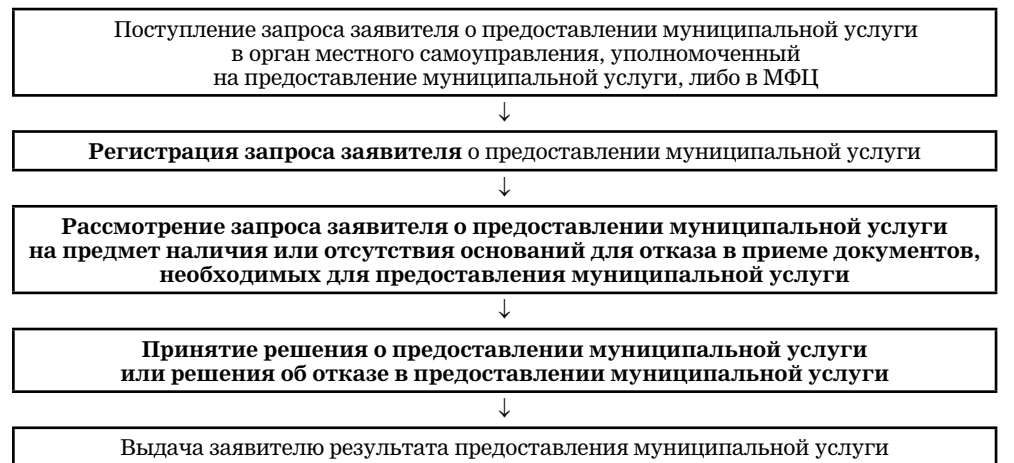 Поступление запроса заявителя о предоставлении муниципальной услуги
в орган местного самоуправления, уполномоченный
на предоставление муниципальной услуги, либо в МФЦ
↓
Регистрация запроса заявителя о предоставлении муниципальной услуги
↓
Рассмотрение запроса заявителя о предоставлении муниципальной услуги
на предмет наличия или отсутствия оснований для отказа в приеме документов,
необходимых для предоставления муниципальной услуги
↓
Принятие решения о предоставлении муниципальной услуги
или решения об отказе в предоставлении муниципальной услуги
↓
Выдача заявителю результата предоставления муниципальной услуги